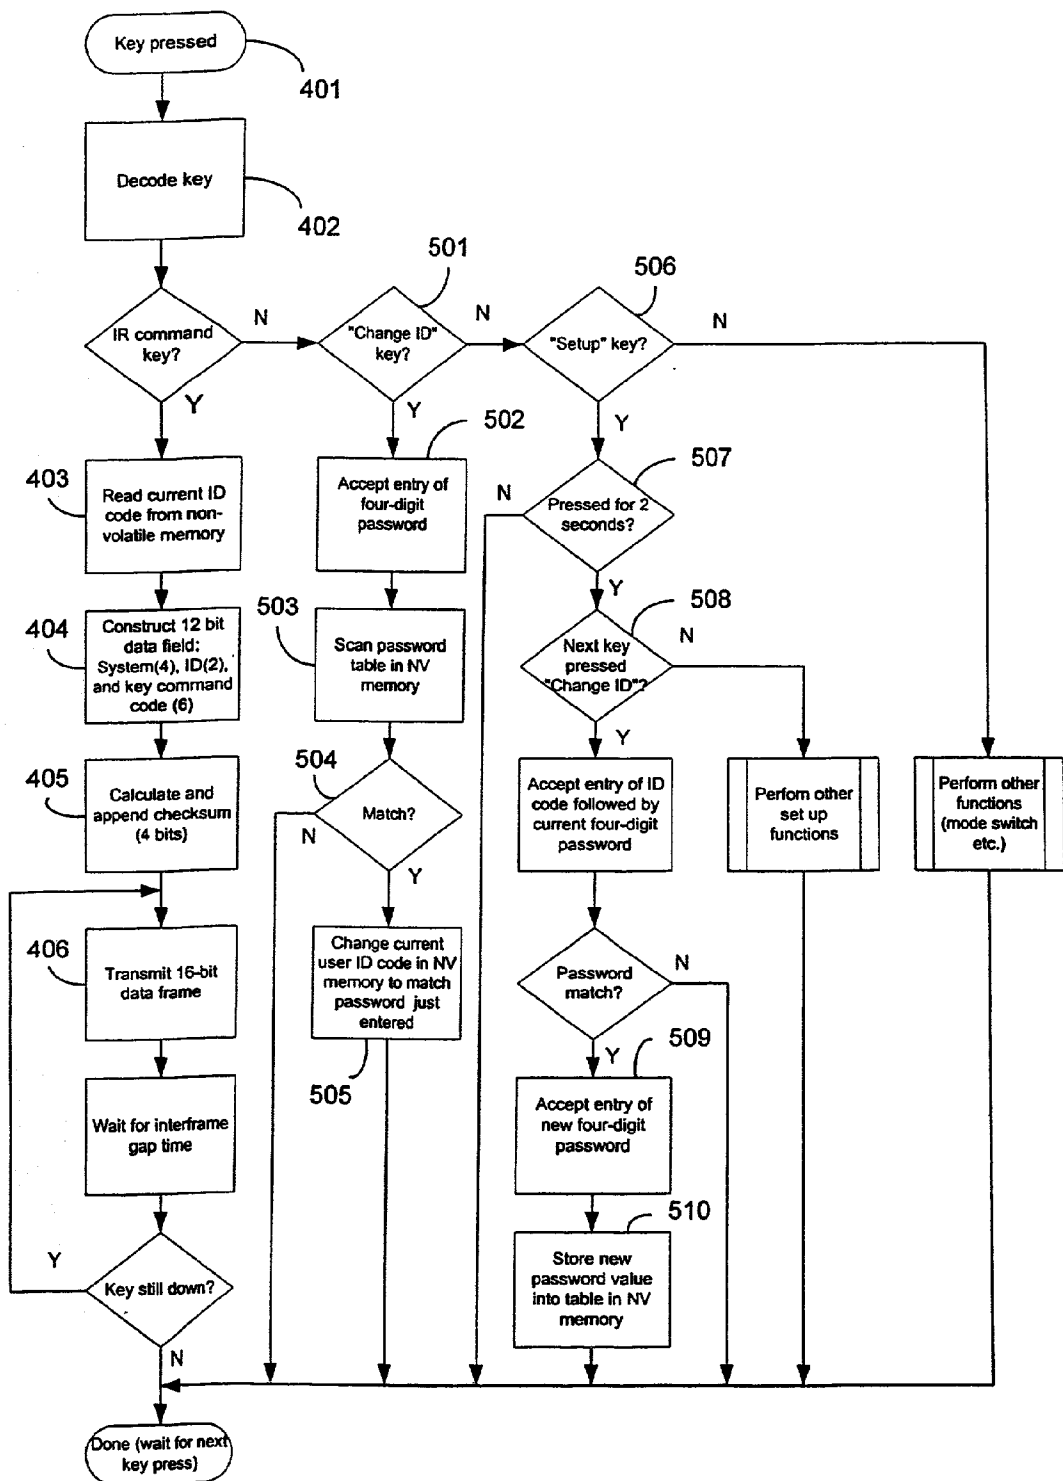 Key pressed
401
Decode key
402
501
506
IR command
key?
N
"Change ID"
key?
N
"Setup" key?
N
Y
Y
Y
403
Read current ID
code from non-
volatile memory
502
Accept entry of
four-digit
password
507
N
Pressed for 2
seconds?
Y
404
Construct 12 bit
data field:
System(4), ID(2),
and key command
code (6)
503
Scan password
table in NV
memory
508
Next key
pressed
"Change ID"?
N
Y
405
Calculate and
append checksum
(4 bits)
504
Match?
N
Y
Accept entry of ID
code followed by
current four-digit
password
Perfom other
set up
functions
Perform other
functions
(mode switch
etc.)
406
Transmit 16-bit
data frame
Change current
user ID code in NV
memory to match
password just
entered
505
Password
match?
N
Y
509
Wait for interframe
gap time
Accept entry of
new four-digit
password
510
Y
Key still down?
N
Store new
password value
into table in NV
memory
Done (wait for next
key press)